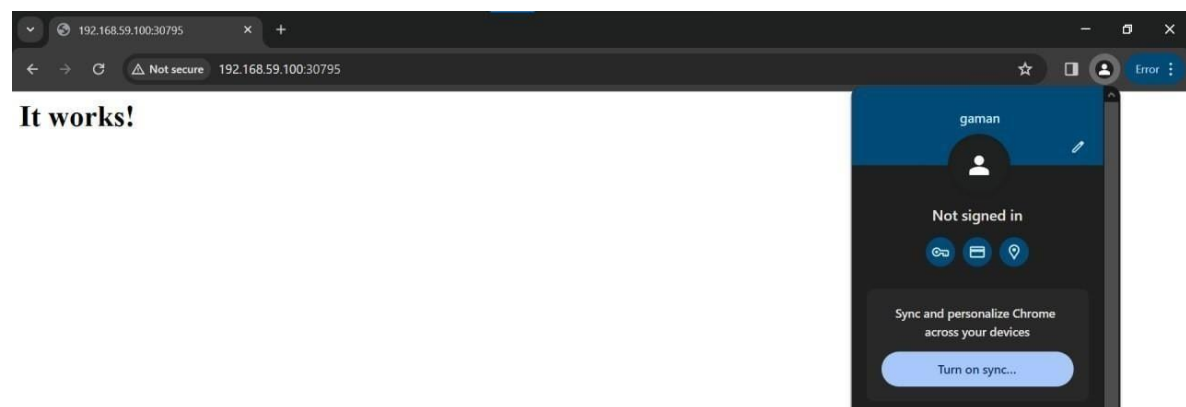 192.168.59.100:30795
Not secure 192.168.59.100:30795
Error
It works!
gaman
Not signed in
Sync and personalize Chrome
across your devices
Turn on sync...